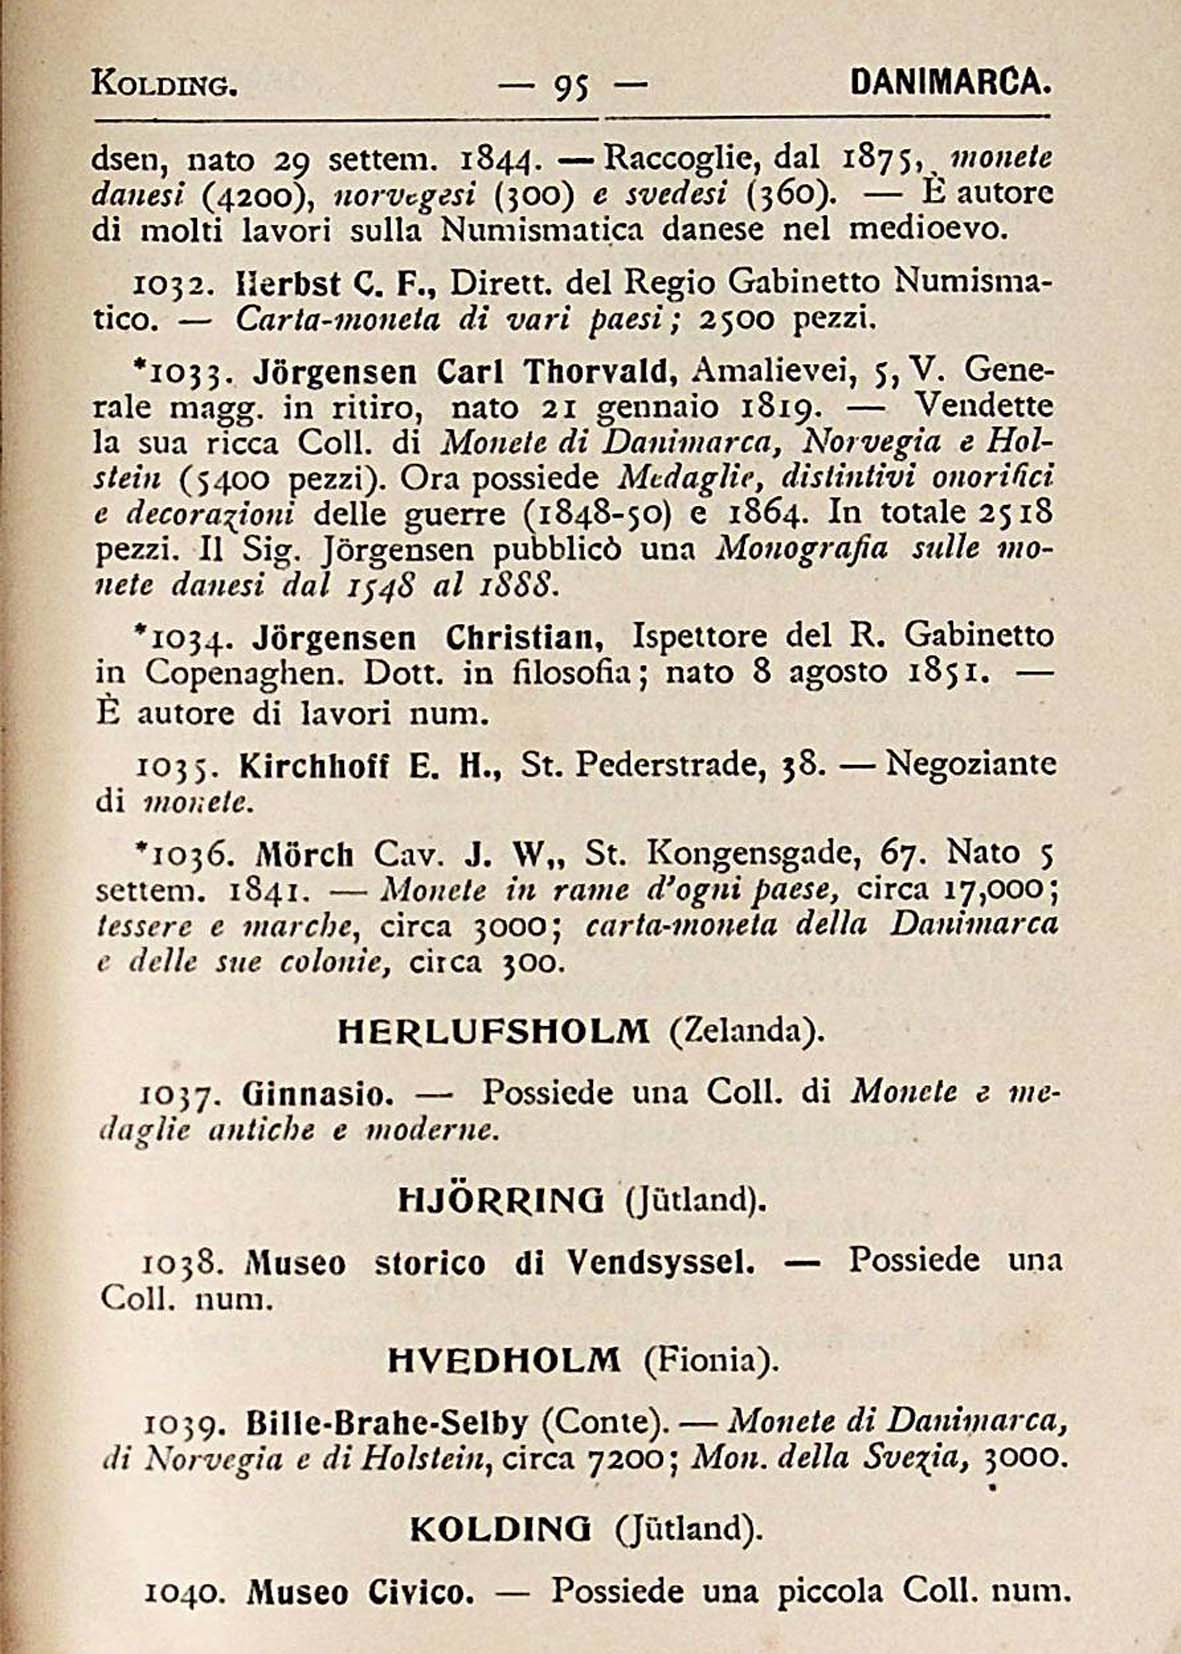 KOLDING. — 95 — DANIMARCA.
dsen, nato 29 settem. 1844. — Raccoglie, dal 1875, monete
danesi (4200), norvegesi (300) e svedesi (360). — È autore
di molti lavori sulla Numismatica danese nel medioevo.
1032. Herbst C. F., Dirett. del Regio Gabinetto Numisma-
tico. — Carta-moneta di vari paesi; 2500 pezzi.
*1033. Jörgensen Carl Thorvald, Amalievei, 5, V. Gene-
rale magg. in ritiro, nato 21 gennaio 1819. — Vendette
la sua ricca Coll. di Monete di Danimarca, Norvegia e Hol-
stein (5400 pezzi). Ora possiede Medaglie, distintivi onorifici
e decorazioni delle guerre (1848-50) e 1864. In totale 2518
pezzi. Il Sig. Jörgensen pubblicò una Monografia sulle mo-
nete danesi dal 1548 al 1888.
*1034. Jörgensen Christian, Ispettore del R. Gabinetto
in Copenaghen. Dott. in filosofia; nato 8 agosto 1851. —
È autore di lavori num.
1035. Kirchhoff E. H., St. Pederstrade, 38. — Negoziante
di monete.
*1036. Mörch Cav. J. W,, St. Kongensgade, 67. Nato 5
settem. 1841. — Monete in rame d'ogni paese, circa 17,000;
tessere e marche, circa 3000; carta-moneta della Danimarca
e delle sue colonie, circa 300.
HERLUFSHOLM (Zelanda).
1037. Ginnasio. — Possiede una Coll. di Monete e me-
daglie antiche e moderne.
HJÖRRING (Jütland).
1038. Museo storico di Vendsyssel. — Possiede una
Coll. num.
HVEDHOLM (Fionia).
1039. Bille-Brahe-Selby (Conte). — Monete di Danimarca,
di Norvegia e di Holstein, circa 7200; Mon. della Svezia, 3000.
KOLDING (Jütland).
1040. Museo Civico. — Possiede una piccola Coll. num.